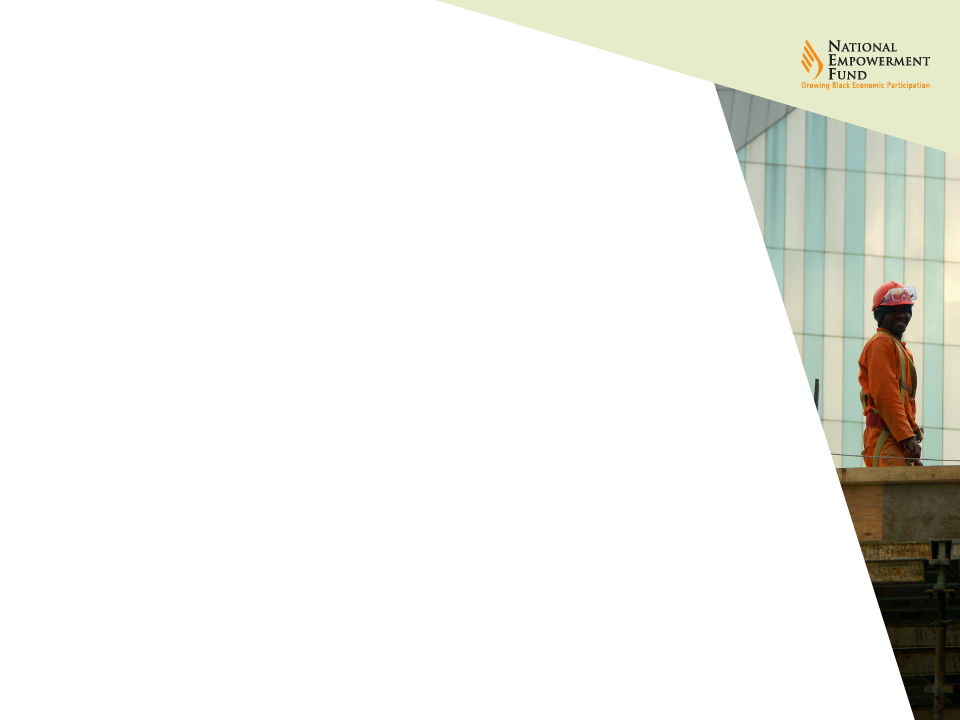 National
Empowerment
Fund
Growing Black Economic Participation